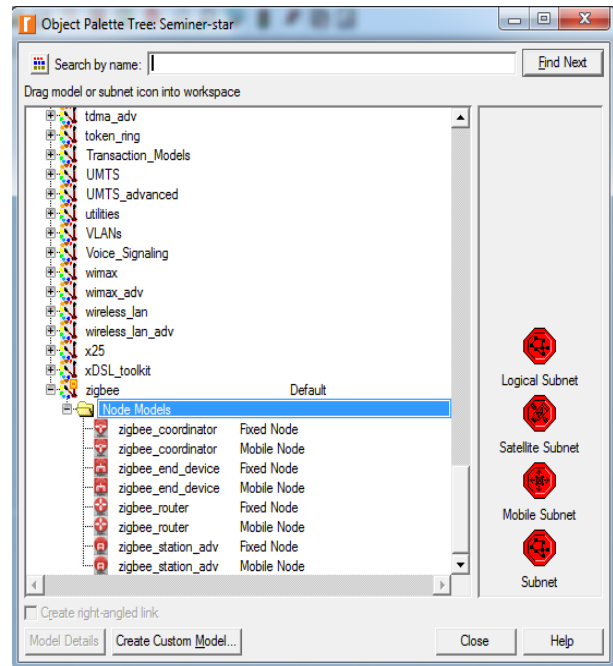 Object Palette Tree: Seminer-star
Search by name:
Find Next
Drag model or subnet icon into workspace
tdma_adv
token_ring
Transaction_Models
UMTS
UMTS_advanced
utilities
VLANs
Voice_Signaling
wimax
wimax_adv
wireless_lan
wireless_lan_adv
x25
xDSL_toolkit
zigbee Default
Node Models
zigbee_coordinator Fixed Node
zigbee_coordinator Mobile Node
zigbee_end_device Fixed Node
zigbee_end_device Mobile Node
zigbee_router Fixed Node
zigbee_router Mobile Node
zigbee_station_adv Fixed Node
zigbee_station_adv Mobile Node
Logical Subnet
Satellite Subnet
Mobile Subnet
Subnet
Create right-angled link
Model Details
Create Custom Model...
Close
Help